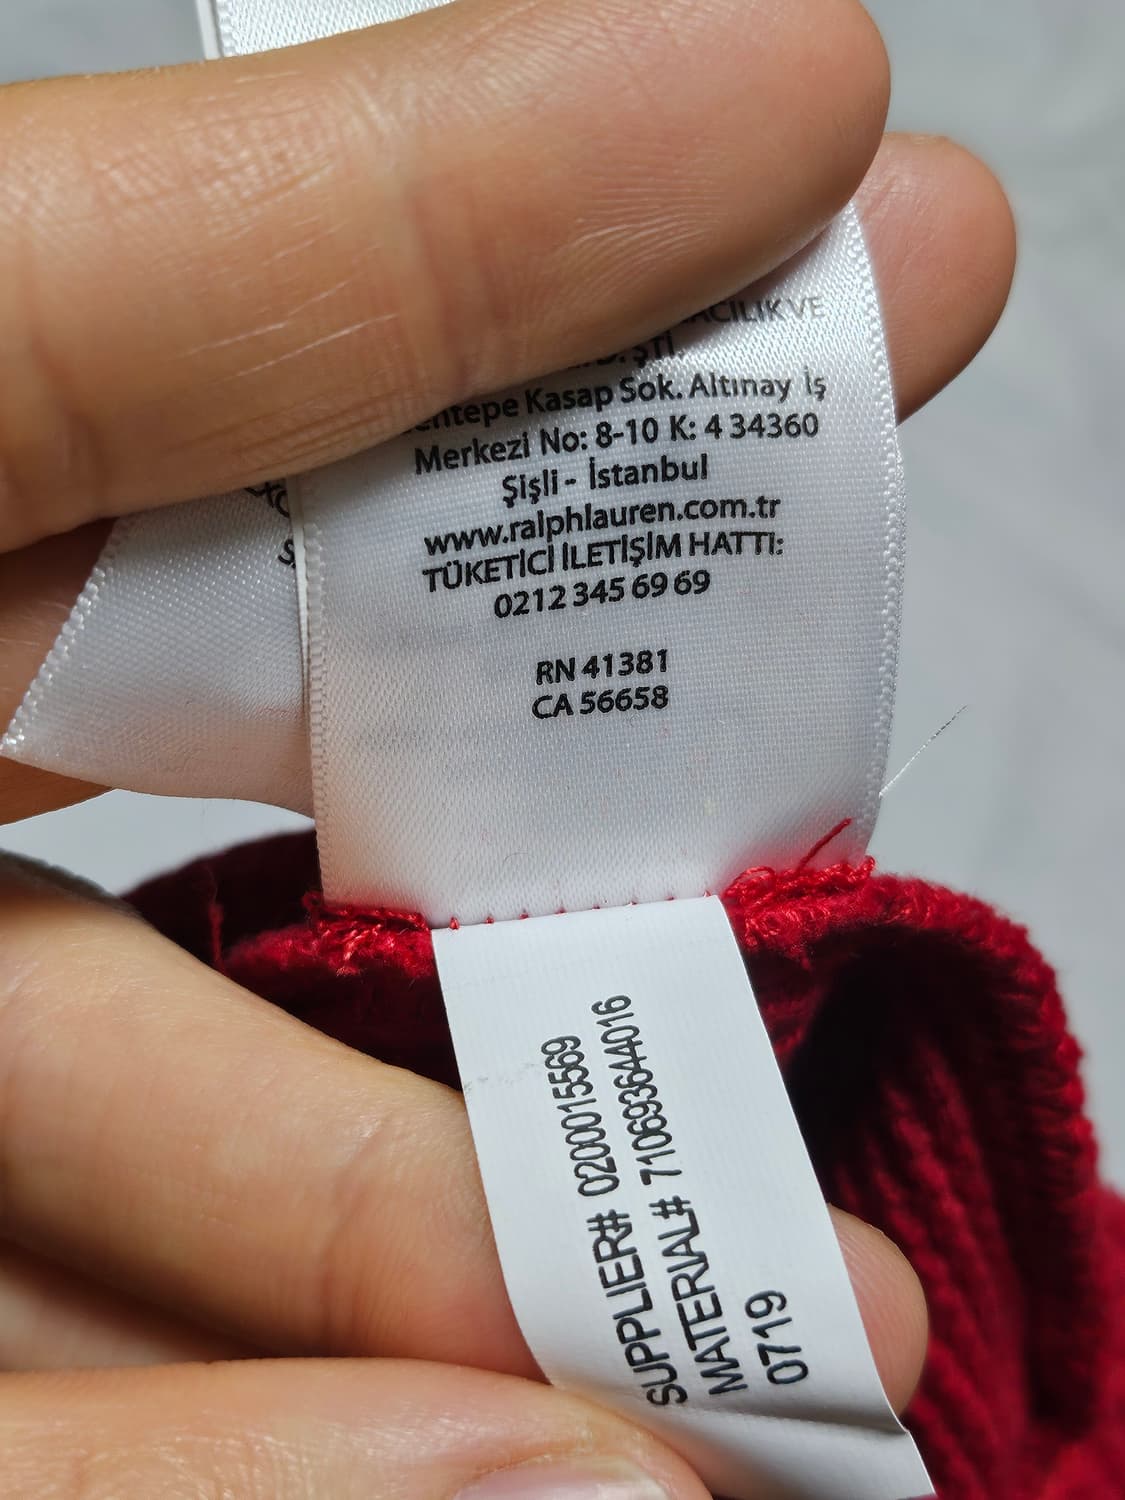 ACILIK VE
ŞTİ.
entepe Kasap Sok. Altınay İş
Merkezi No: 8-10 K: 4 34360
Şişli - İstanbul
www.ralphlauren.com.tr
TÜKETİCİ İLETİŞİM HATTI:
0212 345 69 69
RN 41381
CA 56658
SUPPLIER# 0200015569
MATERIAL# 710693644016
0719